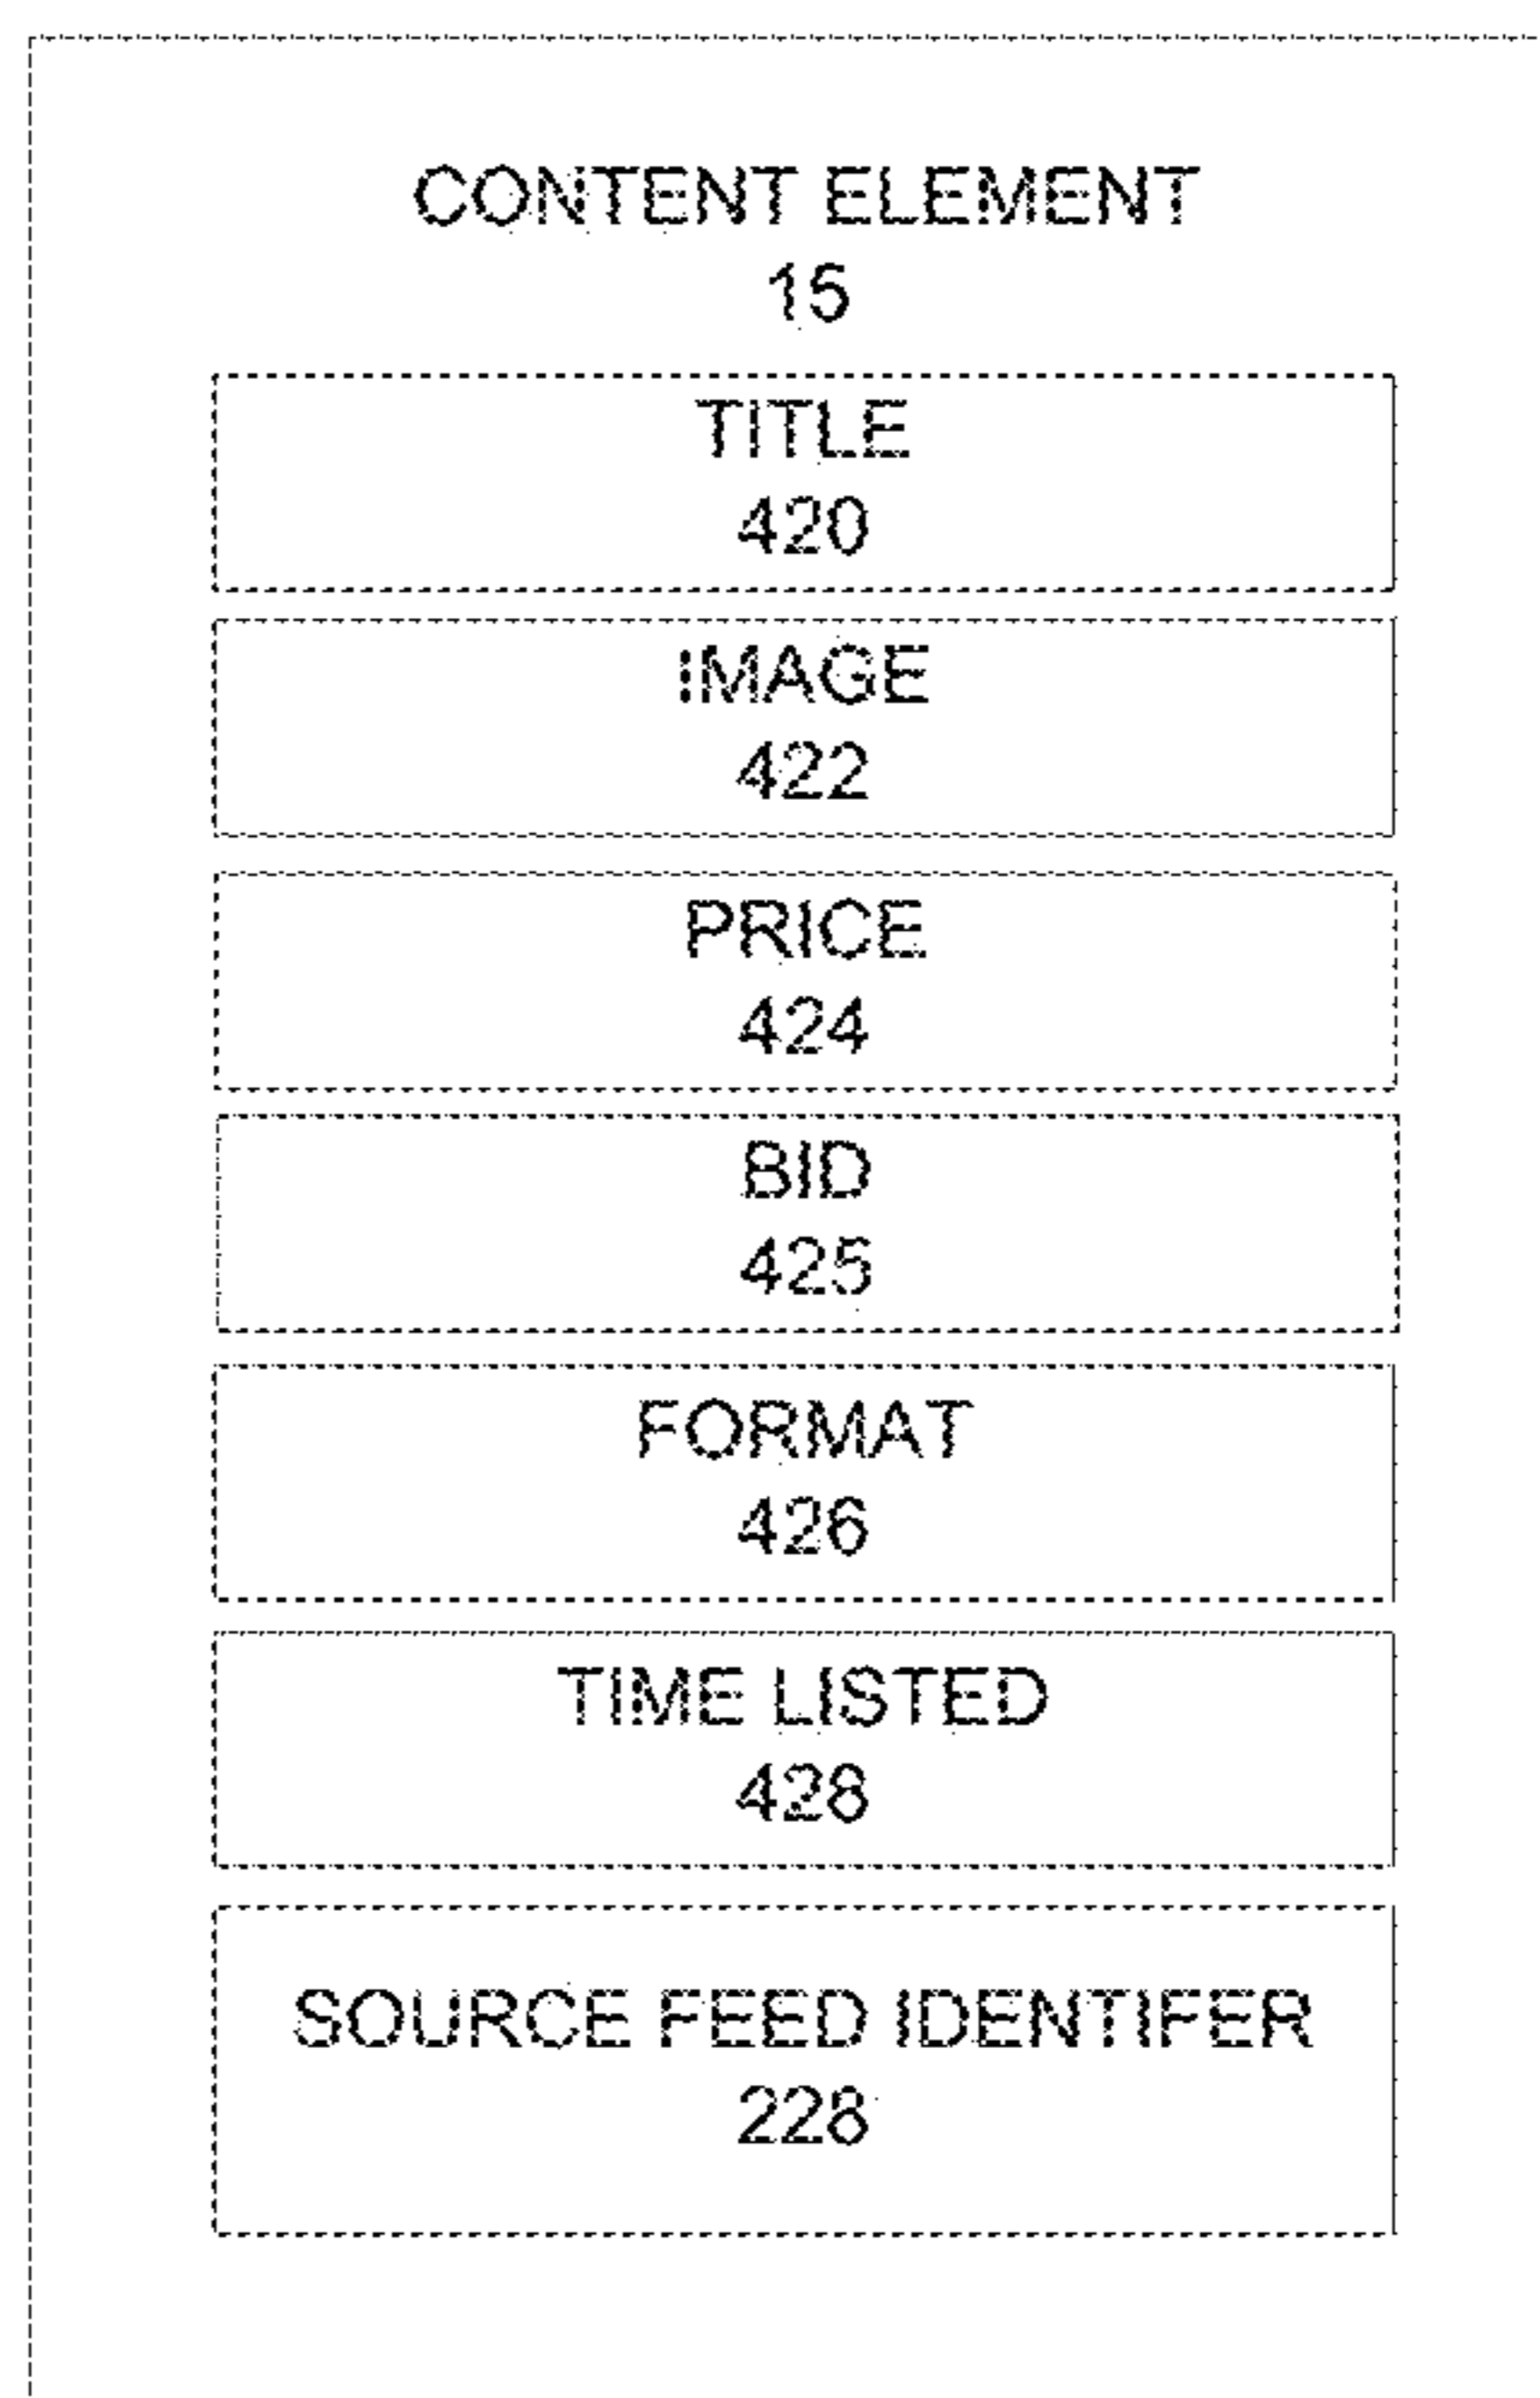 CONTENT ELEMENT
15
TITLE
420
IMAGE
422
PRICE
424
BID
425
FORMAT
426
TIME LISTED
428
SOURCE FEED IDENTIFER
228